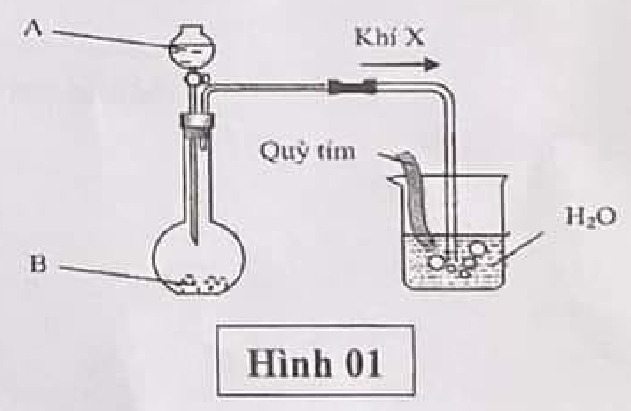 A
Khí X
Quỳ tím
H₂O
B
Hình 01